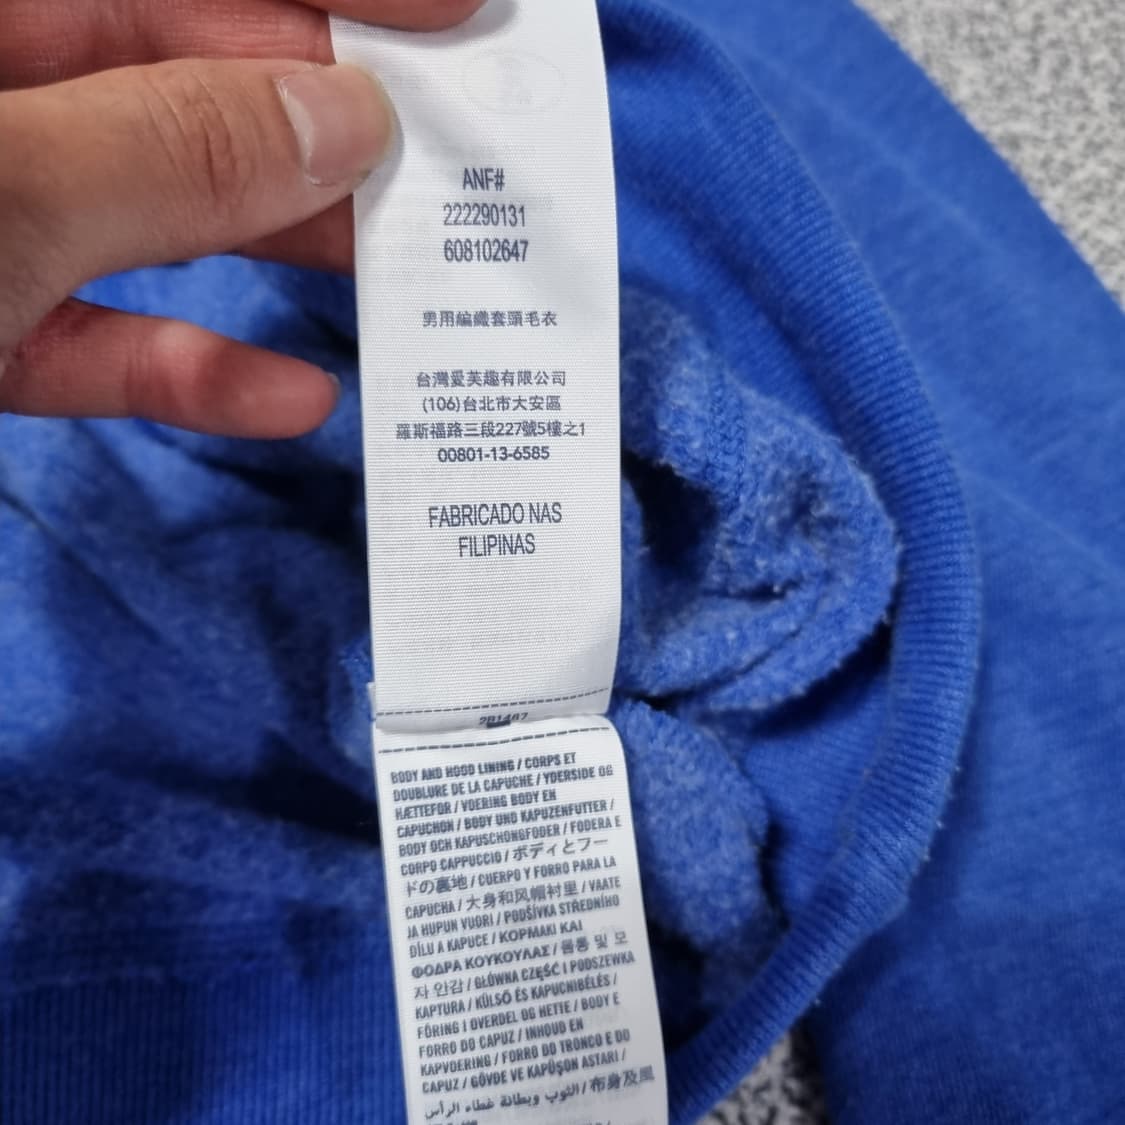 ANF#
222290131
608102647
男用編織套頭毛衣
台灣愛芙趣有限公司
(106)台北市大安區
羅斯福路三段227號5樓之1
00801-13-6585
FABRICADO NAS
FILIPINAS
BODY AND HOOD LINING / CORPS ET
DOUBLURE DE LA CAPUCHE / YDERSIDE OG
HÆTTEFOR / VOERING BODY EN
CAPUCHON / BODY UND KAPUZENFUTTER /
BODY OCH KAPUSCHONGFODER / FODERA E
CORPO CAPPUCCIO / ボディとフー
ドの裏地 / CUERPO Y FORRO PARA LA
CAPUCHA / 大身和风帽衬里 / VAATE
JA HUPUN VUORI / PODŠÍVKA STŘEDNÍHO
DÍLU A KAPUCE / ΚΟΡΜΑΚΙ ΚΑΙ
ΦΟΔΡΑ ΚΟΥΚΟΥΛΑΣ / 몸통 및 모
자 안감 / GŁÓWNA CZĘŚĆ I PODSZEWKA
KAPTURA / KÜLSŐ ÉS KAPUCHIBÉLÉS /
FÔRING I OVERDEL OG HETTE / BODY E
FORRO DO CAPUZ / INHOUD EN
KAPVOERING / FORRO DO TRONCO E DO
CAPUZ / GÖVDE VE KAPÜŞON ASTARI /
الثوب وبطانة غطاء الرأس / 布身及風